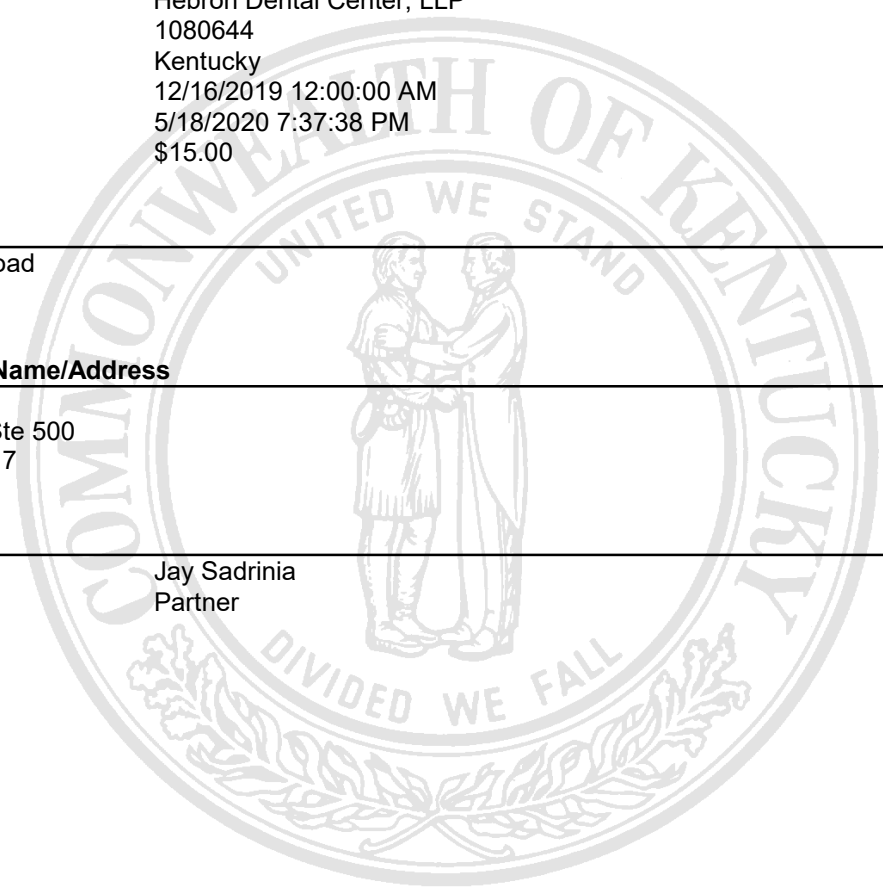 Hebron Dental Center, LLP
1080644
Kentucky
12/16/2019 12:00:00 AM
5/18/2020 7:37:38 PM
$15.00
oad
Name/Address
Ste 500
7
Jay Sadrinia
Partner
COMMONWEALTH OF KENTUCKY
UNITED WE STAND
DIVIDED WE FALL